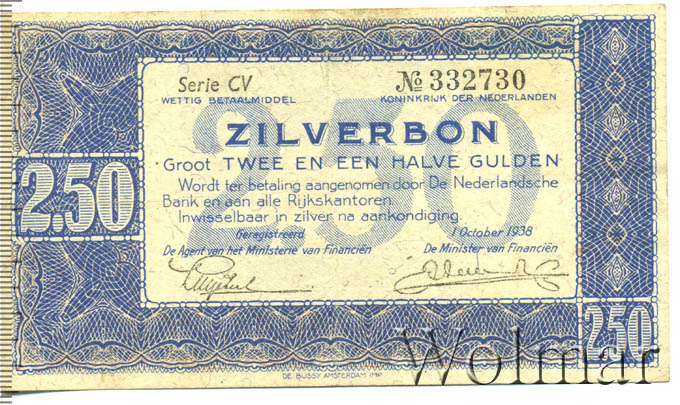 Serie CV № 332730
WETTIG BETAALMIDDEL KONINKRIJK DER NEDERLANDEN
250
ZILVERBON
Groot TWEE EN EEN HALVE GULDEN
Wordt ter betaling aangenomen door De Nederlandsche
Bank en aan alle Rijkskantoren.
Inwisselbaar in zilver na aankondiging.
Geregistreerd 1 October 1938
De Agent van het Ministerie van Financiën De Minister van Financiën
2.50
2.50
DE BUSSY AMSTERDAM
Wolmar